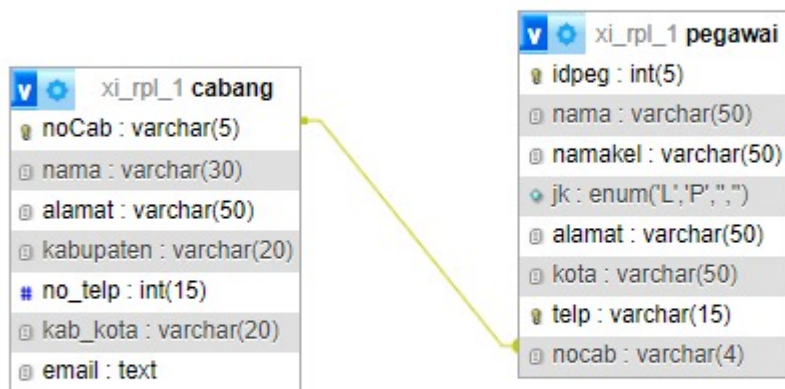 xi_rpl_1 cabang
noCab : varchar(5)
nama : varchar(30)
alamat : varchar(50)
kabupaten : varchar(20)
# no_telp : int(15)
kab_kota : varchar(20)
email : text
xi_rpl_1 pegawai
idpeg : int(5)
nama : varchar(50)
namakel : varchar(50)
jk : enum('L','P','','')
alamat : varchar(50)
kota : varchar(50)
telp : varchar(15)
nocab : varchar(4)